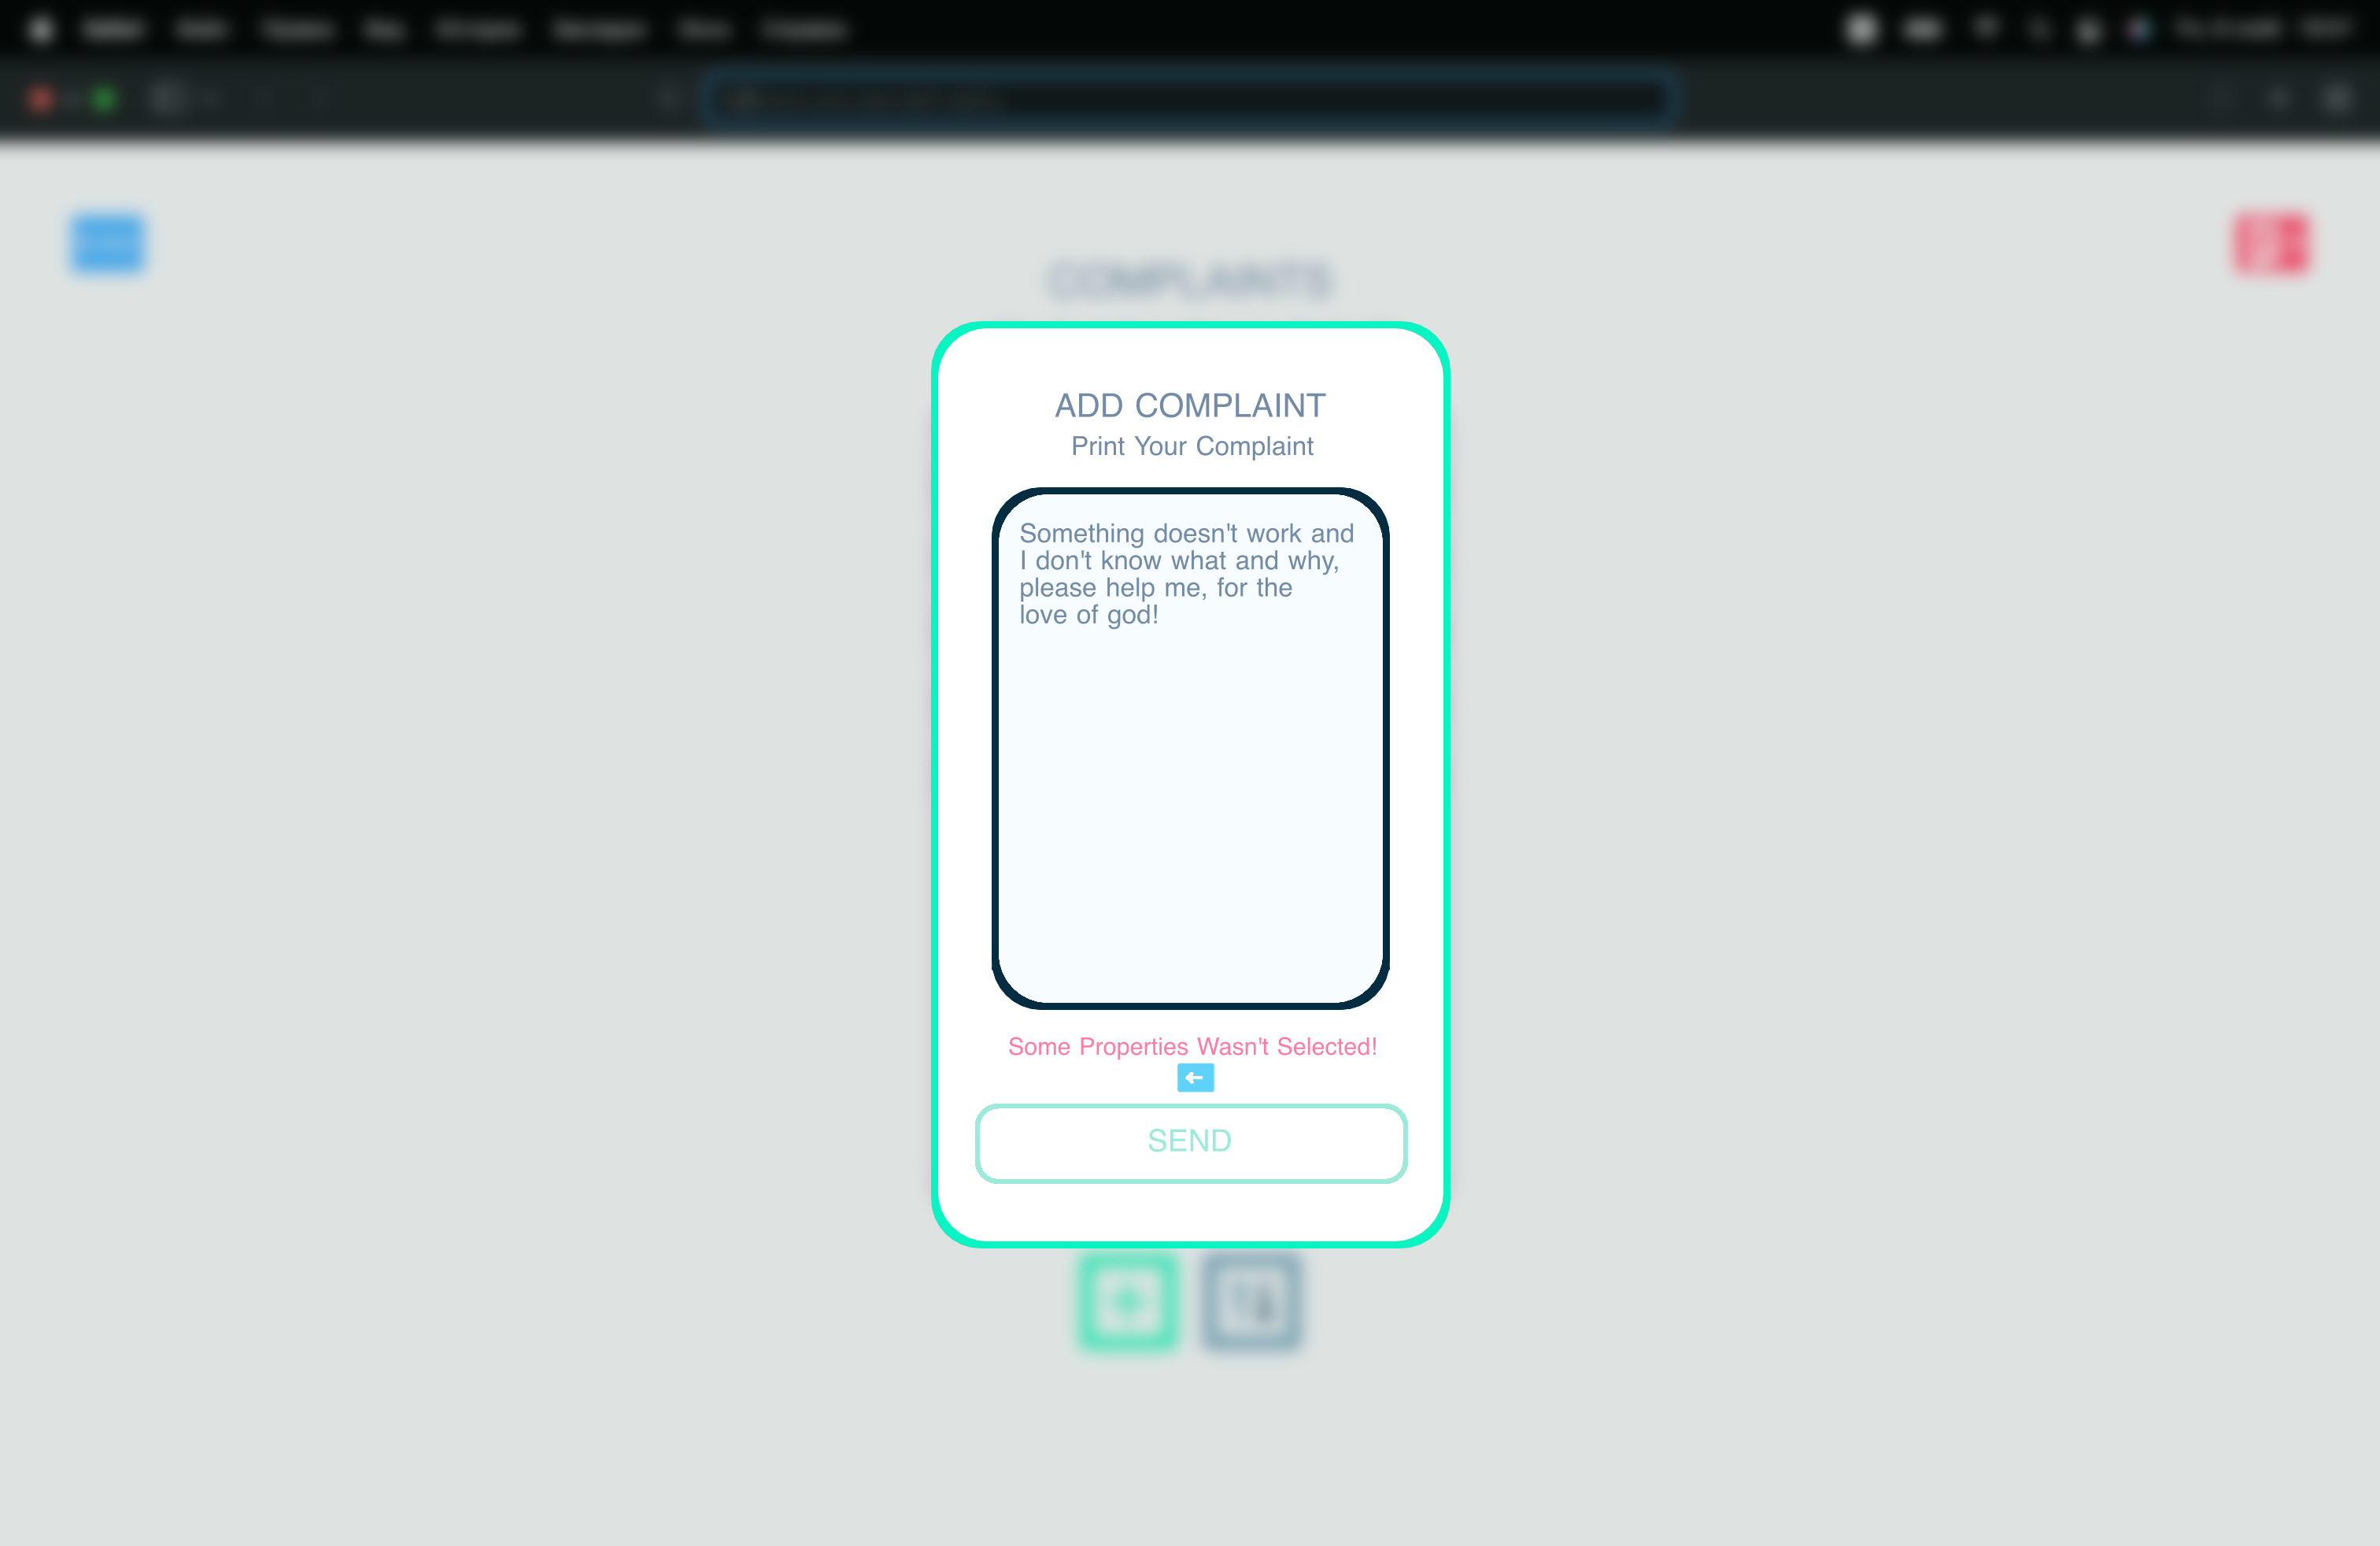 COMPLAINTS
ADD COMPLAINT
Print Your Complaint
Something doesn't work and
I don't know what and why,
please help me, for the
love of god!
Some Properties Wasn't Selected!
SEND